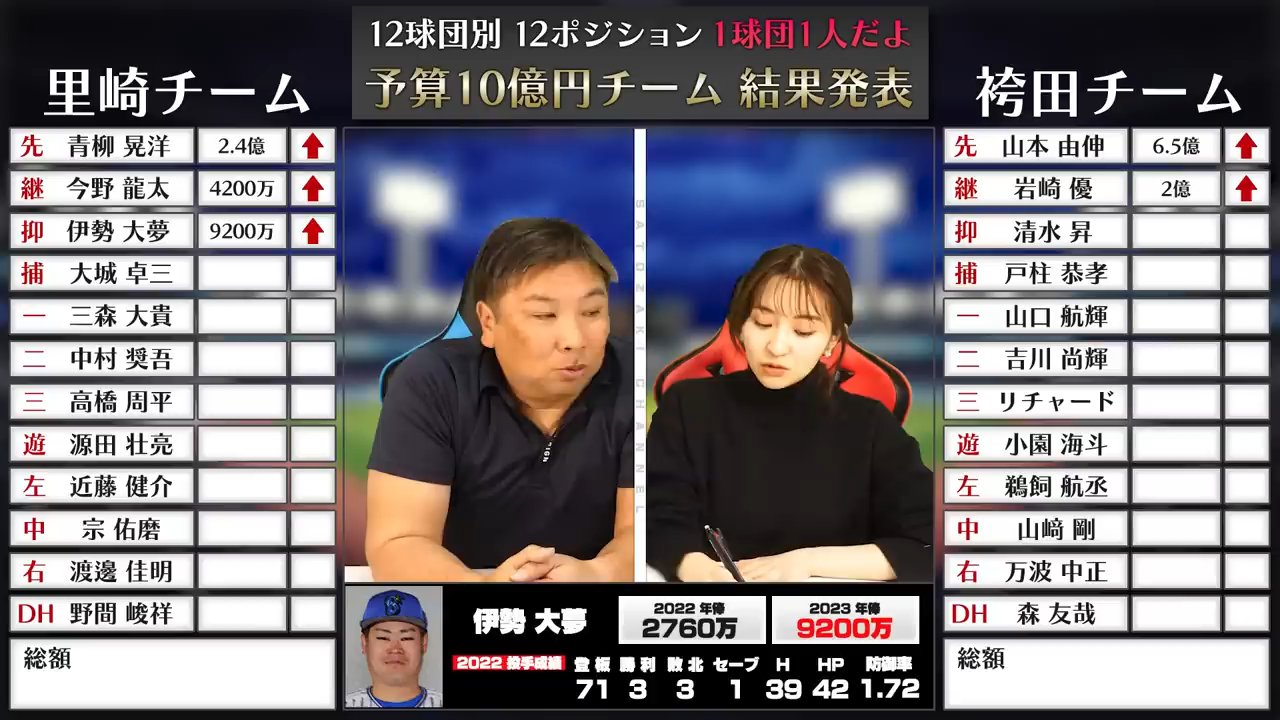 12球団別 12ポジション 1球団1人だよ
予算10億円チーム 結果発表
里崎チーム
先 青柳 晃洋 2.4億
継 今野 龍太 4200万
抑 伊勢 大夢 9200万
捕 大城 卓三
一 三森 大貴
二 中村 奨吾
三 高橋 周平
遊 源田 壮亮
左 近藤 健介
中 宗 佑磨
右 渡邊 佳明
DH 野間 峻祥
総額
SATOZAKI CHANNEL
袴田チーム
先 山本 由伸 6.5億
継 岩崎 優 2億
抑 清水 昇
捕 戸柱 恭孝
一 山口 航輝
二 吉川 尚輝
三 リチャード
遊 小園 海斗
左 鵜飼 航丞
中 山﨑 剛
右 万波 中正
DH 森 友哉
総額
伊勢 大夢
2022 年俸
2760万
2023 年俸
9200万
2022 投手成績 登板 勝利 敗北 セーブ H HP 防御率
71 3 3 1 39 42 1.72